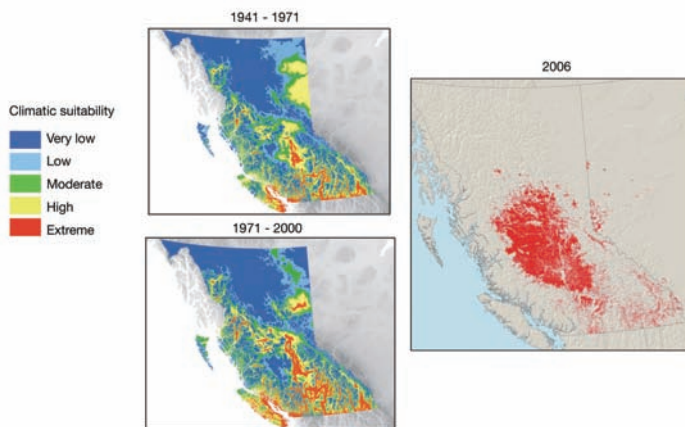 1941 - 1971
2006
Climatic suitability
Very low
Low
Moderate
High
Extreme
1971 - 2000